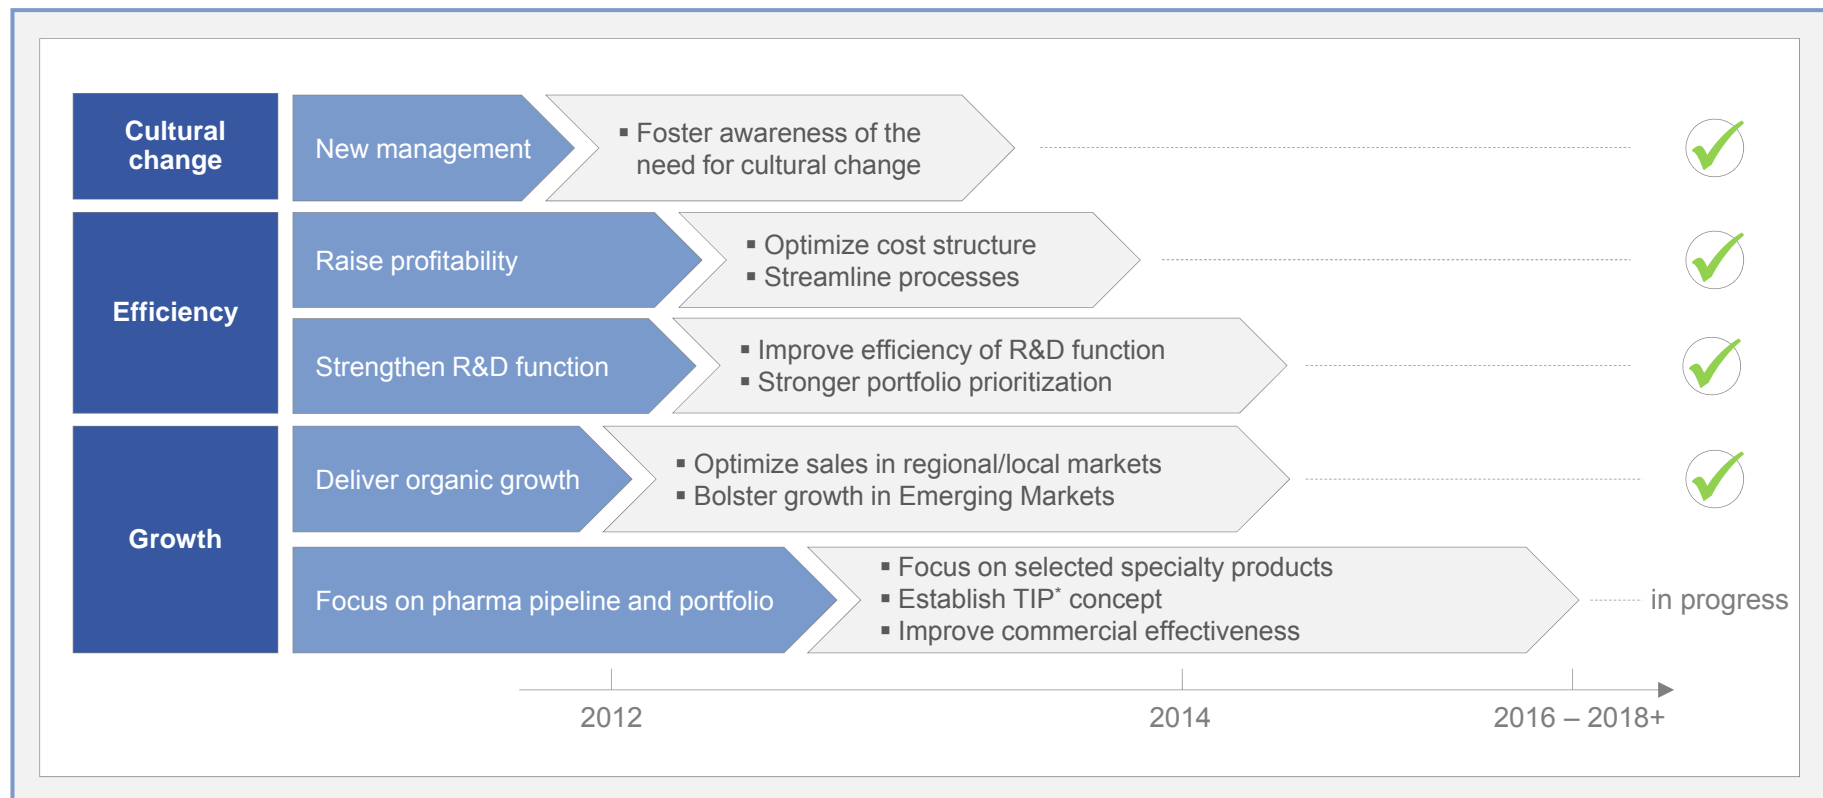 Cultural
change
New management
▪ Foster awareness of the
need for cultural change
Efficiency
Raise profitability
▪ Optimize cost structure
▪ Streamline processes
Strengthen R&D function
▪ Improve efficiency of R&D function
▪ Stronger portfolio prioritization
Growth
Deliver organic growth
▪ Optimize sales in regional/local markets
▪ Bolster growth in Emerging Markets
Focus on pharma pipeline and portfolio
▪ Focus on selected specialty products
▪ Establish TIP* concept
▪ Improve commercial effectiveness
in progress
2012
2014
2016 – 2018+